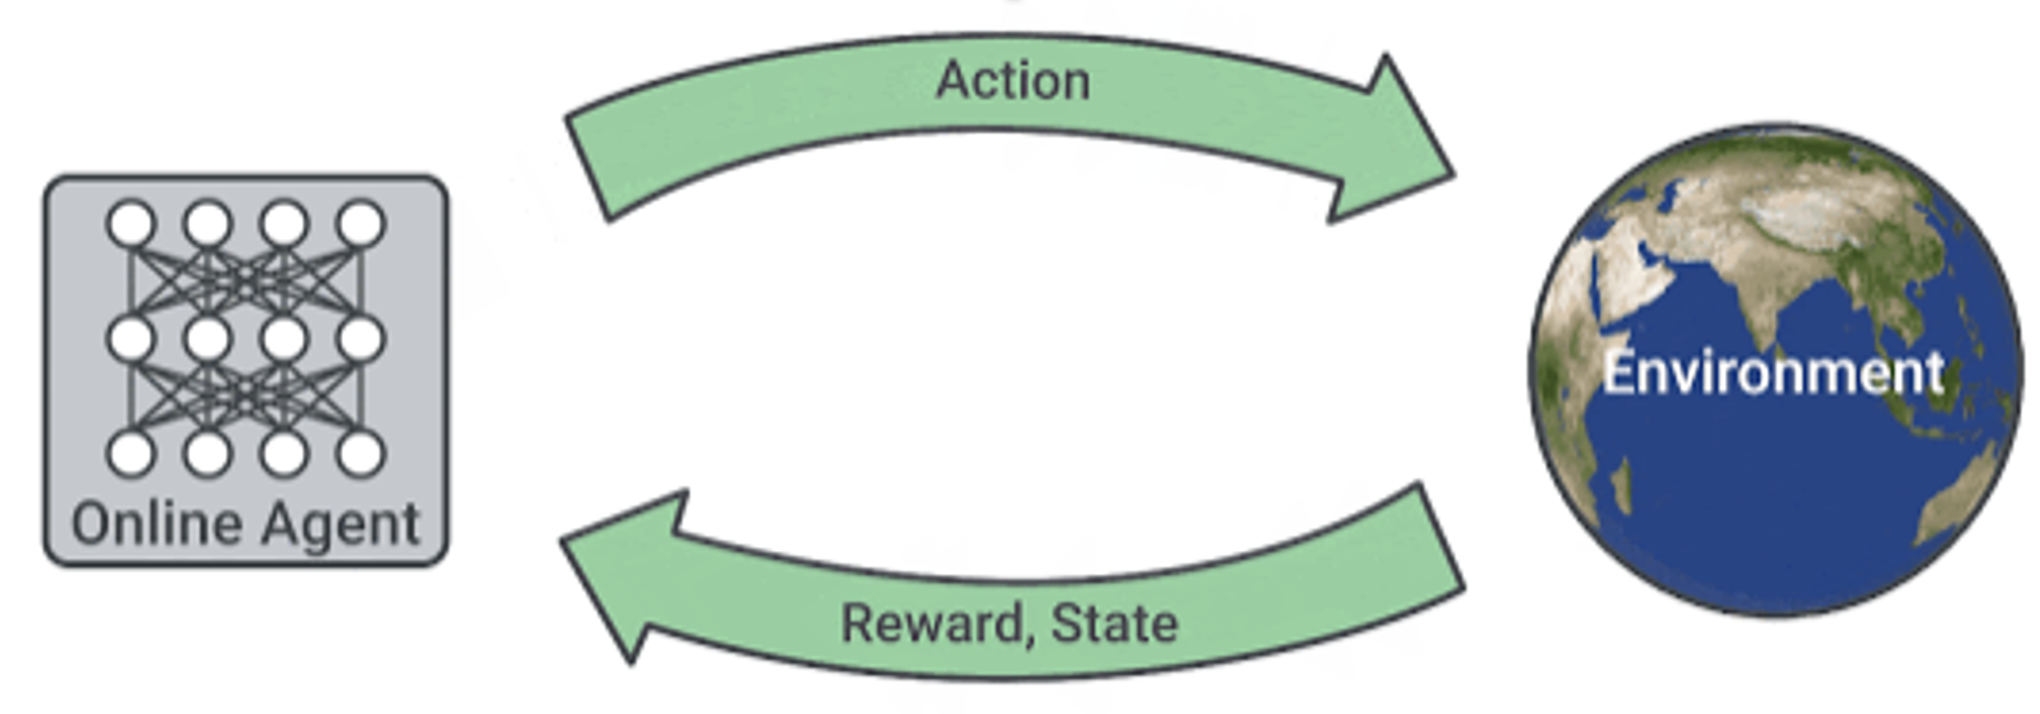 Action
Online Agent
Environment
Reward, State